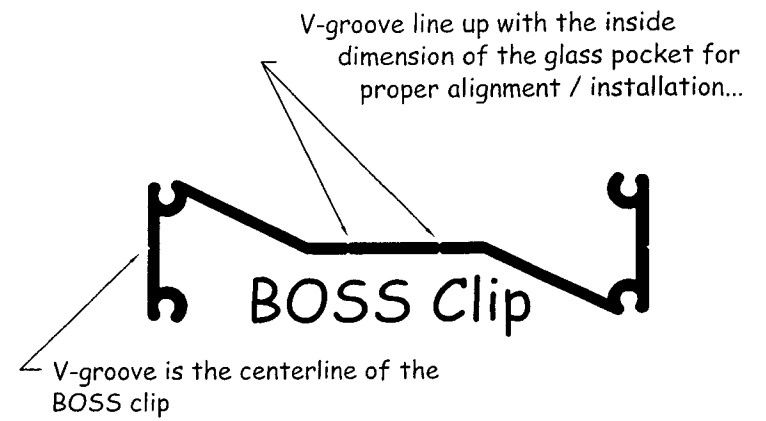 V-groove line up with the inside
dimension of the glass pocket for
proper alignment / installation...
BOSS Clip
V-groove is the centerline of the
BOSS clip